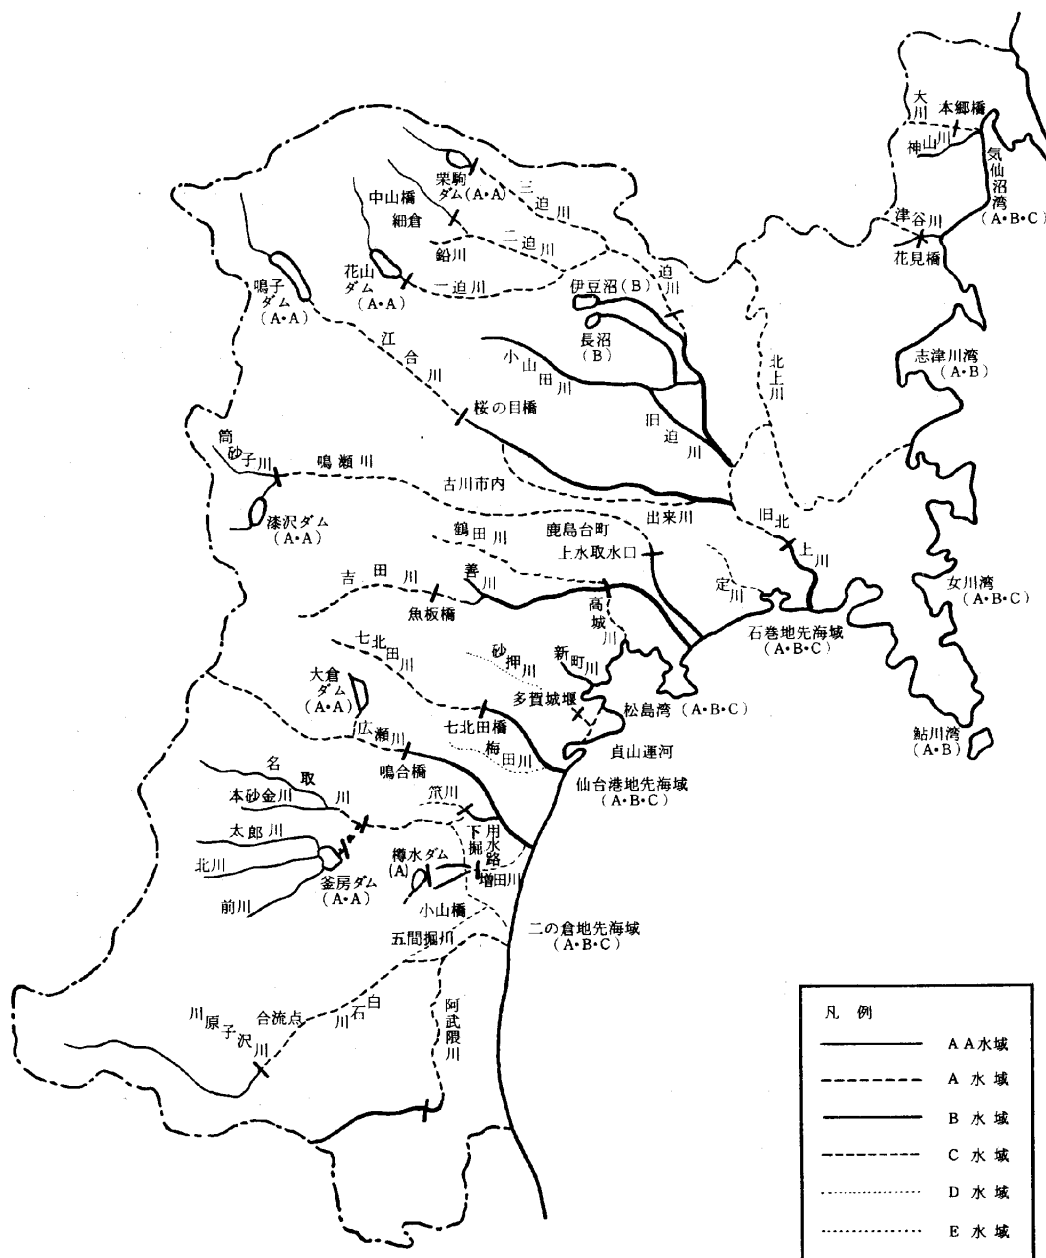 大川
本郷橋
神山川
気仙沼湾
(A・B・C)
津谷川
花見橋
栗駒
ダム(A・A)
中山橋
細倉
三迫川
二迫川
鉛川
花山
ダム
(A・A)
一迫川
迫川
伊豆沼(B)
長沼
(B)
鳴子
ダム
(A・A)
江合川
小山田川
北上川
志津川湾
(A・B)
桜の目橋
旧迫川
筒砂子川
鳴瀬川
古川市内
出来川
旧北上川
漆沢ダム
(A・A)
鶴田川
鹿島台町
上水取水口
吉田川
善川
魚板橋
高城川
定川
女川湾
(A・B・C)
石巻地先海域
(A・B・C)
七北田川
砂押川
新町川
大倉
ダム
(A・A)
多賀城堰
松島湾(A・B・C)
鮎川湾
(A・B)
広瀬川
七北田橋
梅田川
貞山運河
鳴合橋
仙台港地先海域
(A・B・C)
名取川
本砂金川
笊川
太郎川
下堀
用水路
北川
樽水ダム
(A)
増田川
釜房ダム
(A・A)
前川
小山橋
二の倉地先海域
(A・B・C)
五間堀川
川原子沢川
合流点
白石川
阿武隈川
凡例
AA水域
A水域
B水域
C水域
D水域
E水域